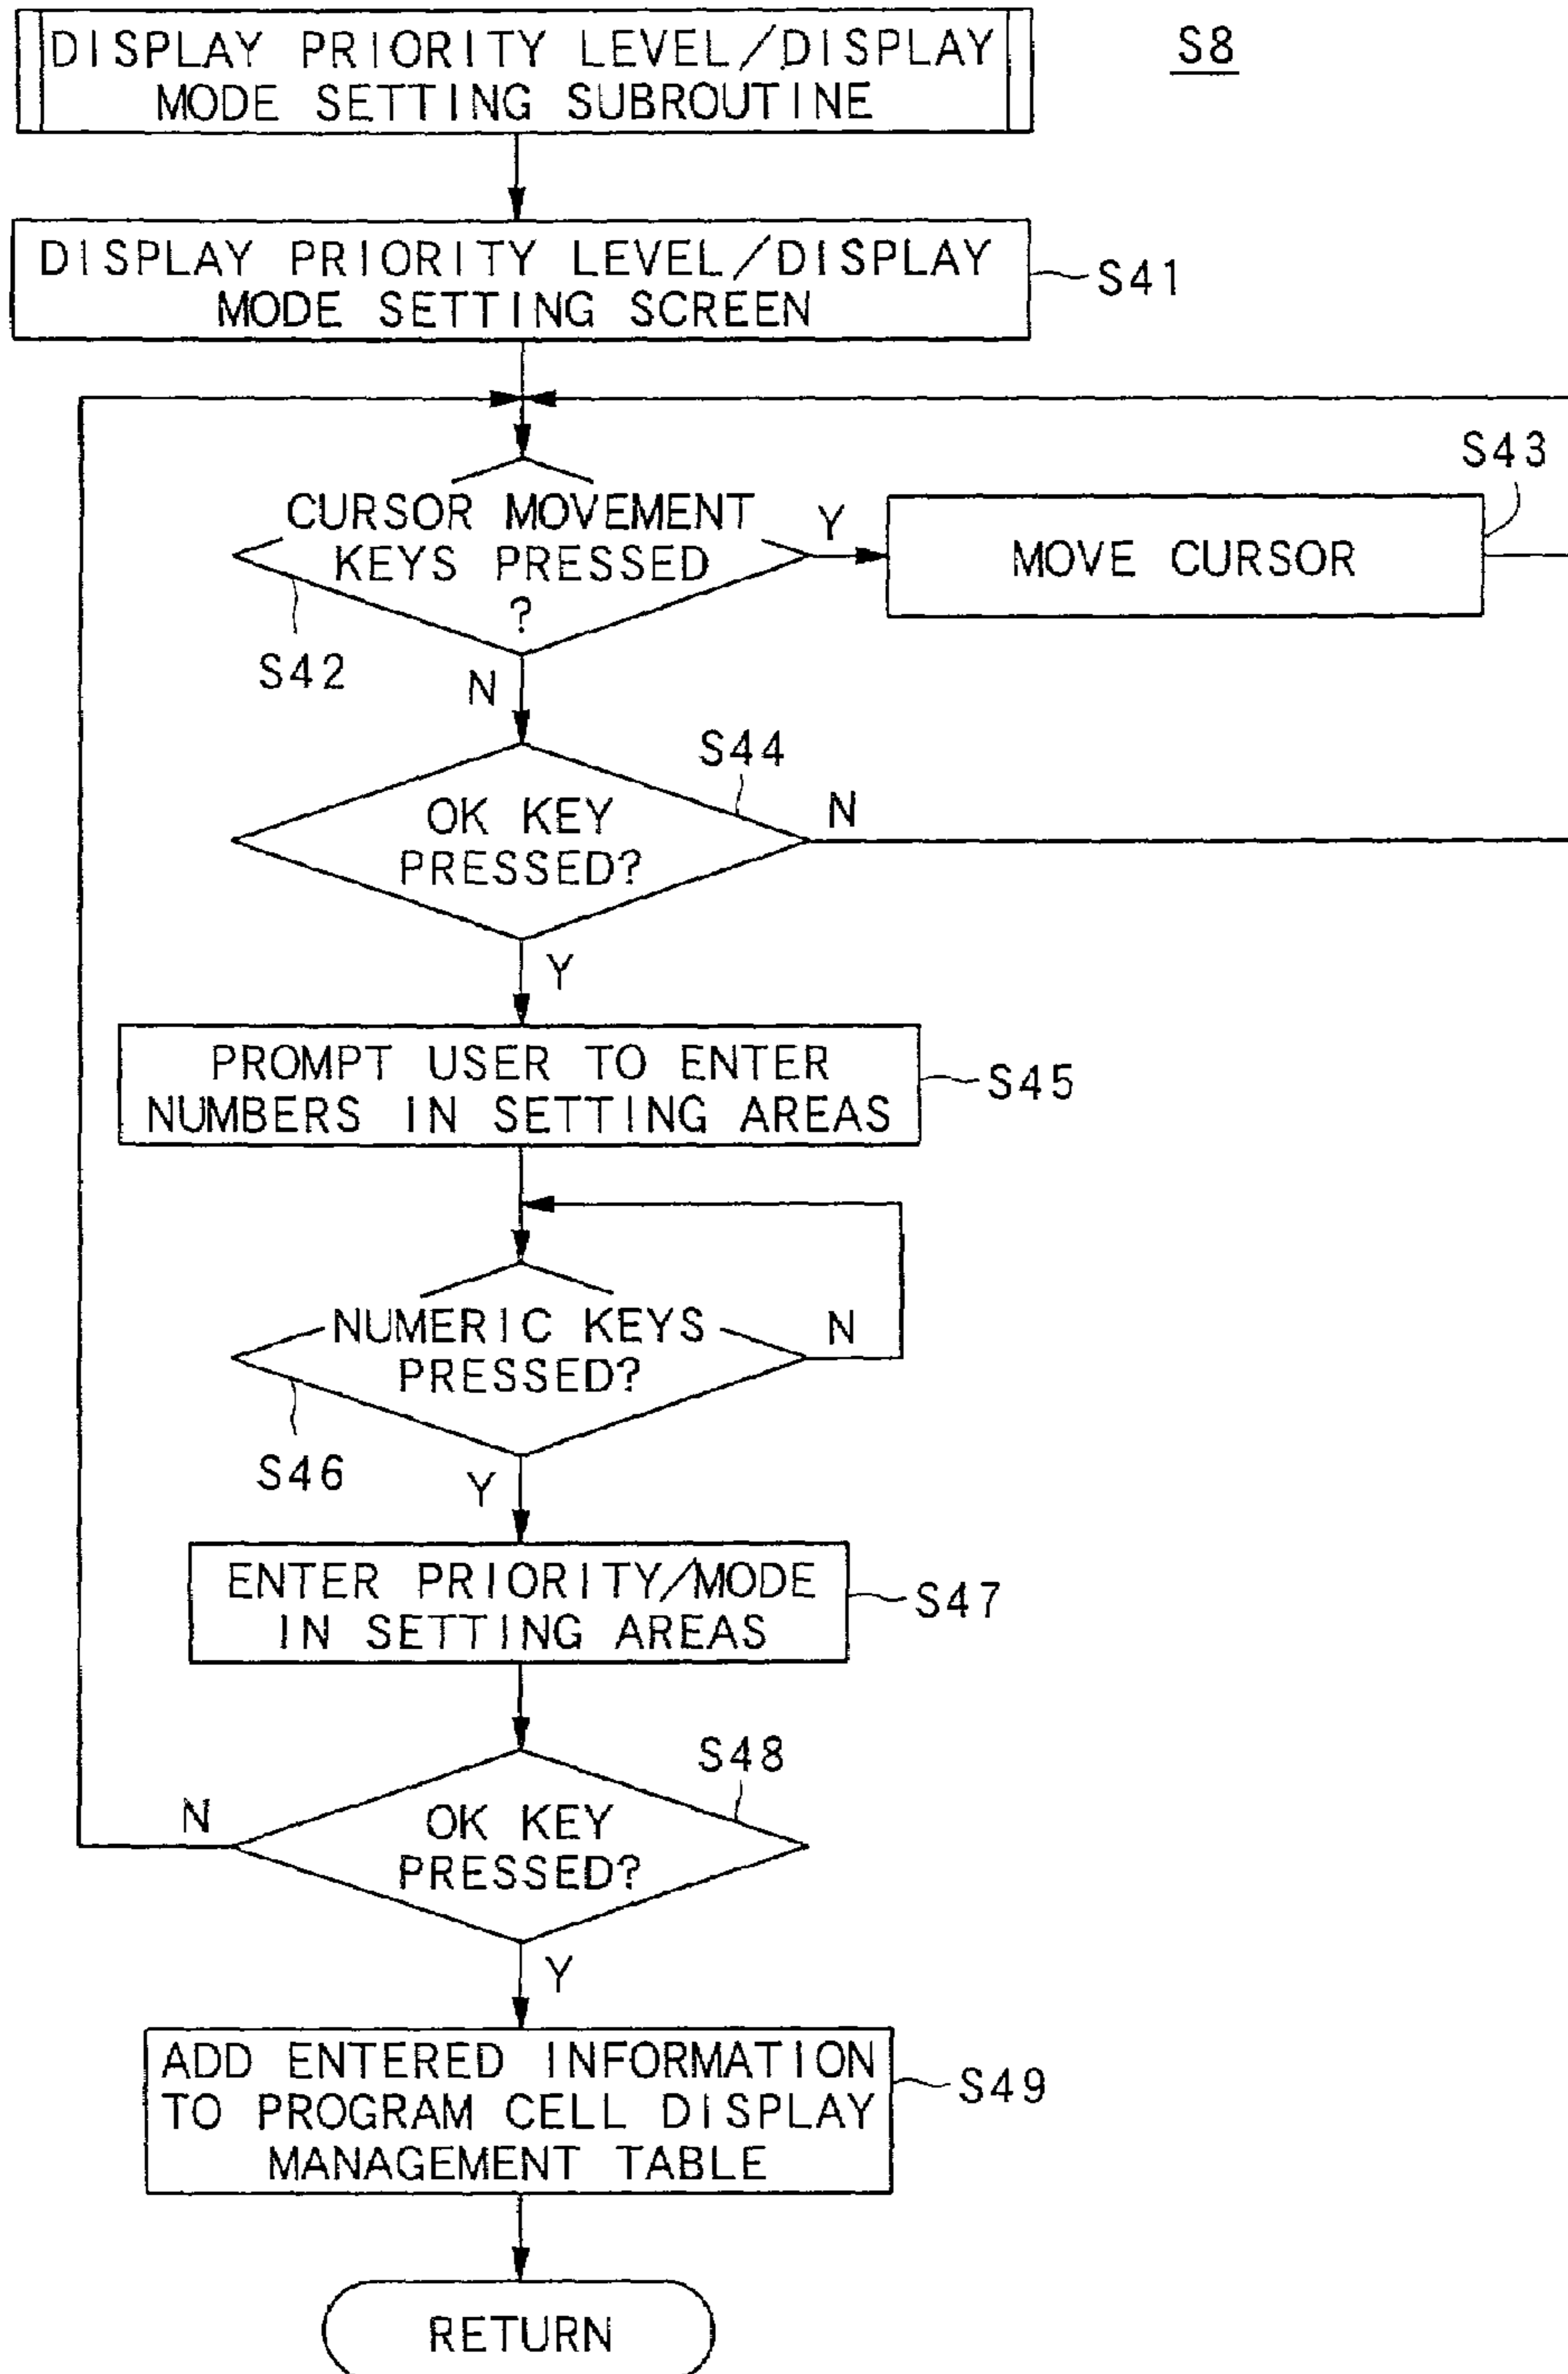 DISPLAY PRIORITY LEVEL/DISPLAY
MODE SETTING SUBROUTINE
S8
DISPLAY PRIORITY LEVEL/DISPLAY
MODE SETTING SCREEN
S41
CURSOR MOVEMENT
KEYS PRESSED
?
S42
Y
MOVE CURSOR
S43
N
OK KEY
PRESSED?
S44
N
Y
PROMPT USER TO ENTER
NUMBERS IN SETTING AREAS
S45
NUMERIC KEYS
PRESSED?
N
S46
Y
ENTER PRIORITY/MODE
IN SETTING AREAS
S47
S48
N
OK KEY
PRESSED?
Y
ADD ENTERED INFORMATION
TO PROGRAM CELL DISPLAY
MANAGEMENT TABLE
S49
RETURN